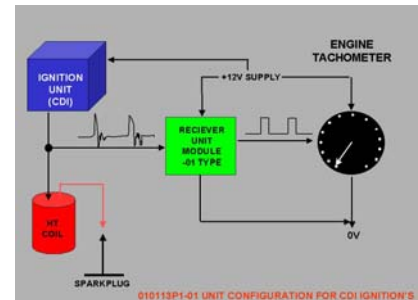 ENGINE
TACHOMETER
IGNITION
UNIT
(CDI)
+12V SUPPLY
RECIEVER
UNIT
MODULE
-01 TYPE
HT
COIL
0V
SPARKPLUG
010113P1-01 UNIT CONFIGURATION FOR CDI IGNITION'S